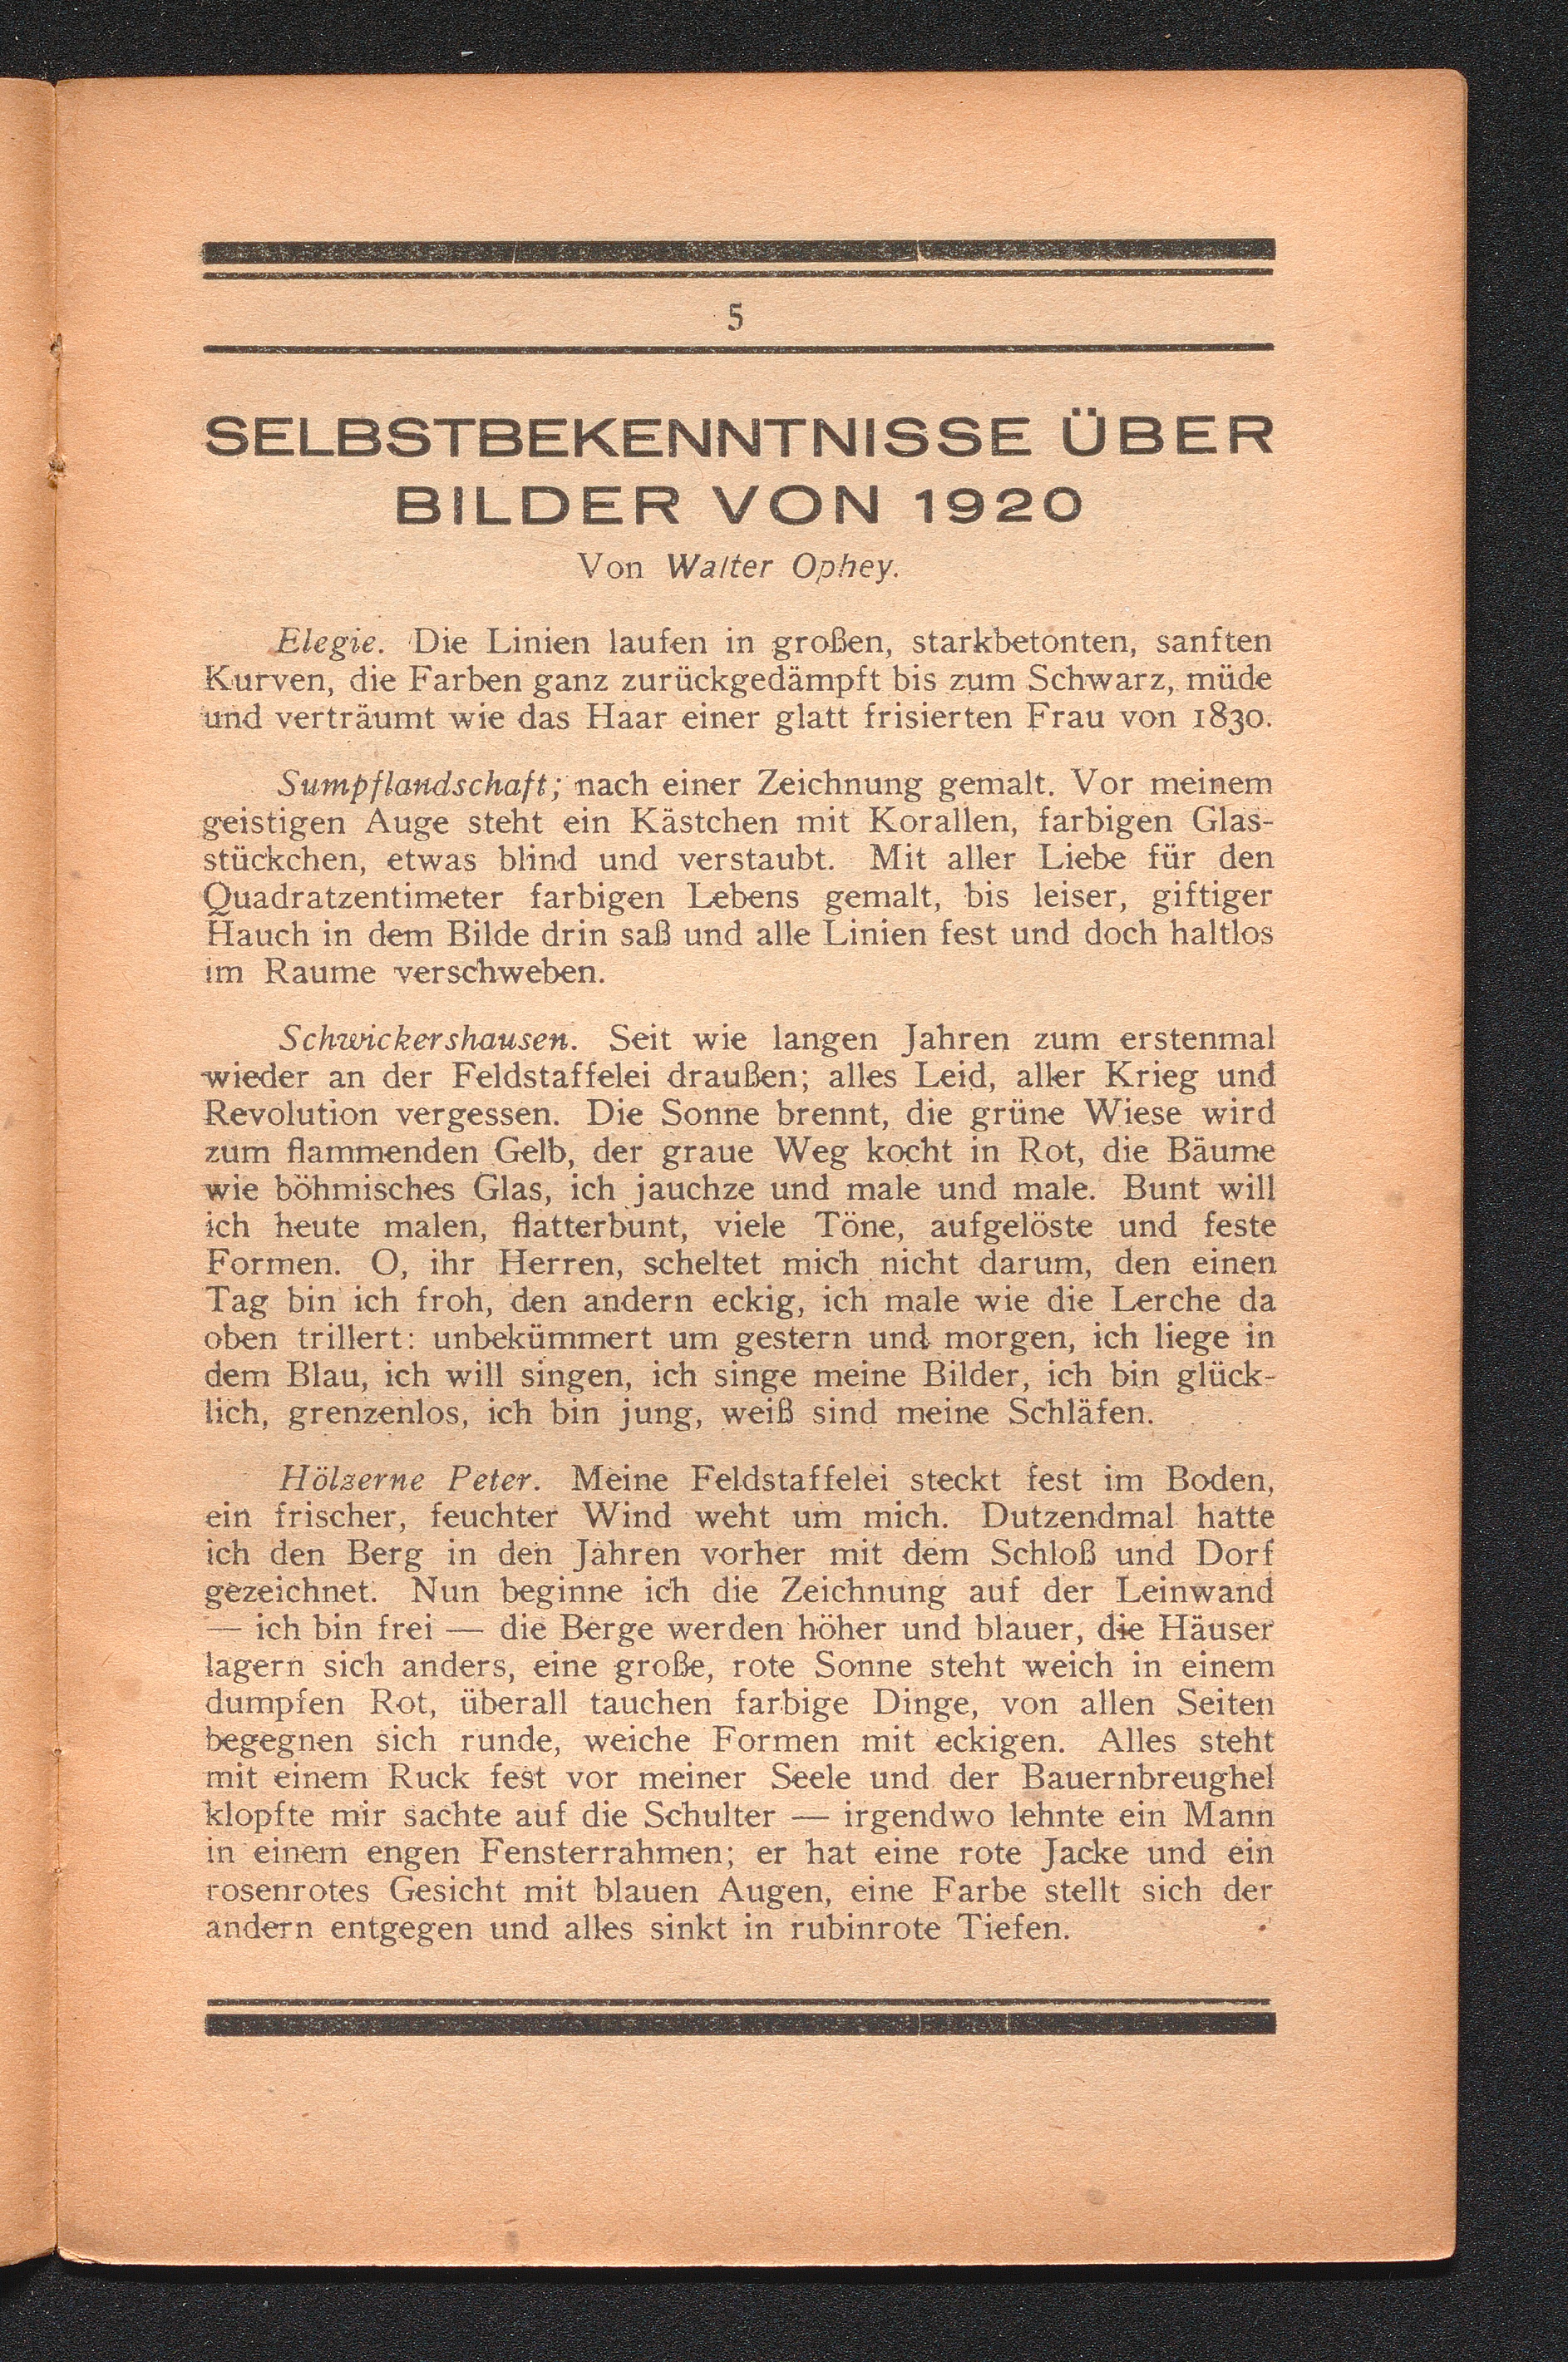 5
SELBSTBEKENNTNISSE ÜBER
BILDER VON 1920
Von Walter Ophey.
Elegie. Die Linien laufen in großen, starkbetonten, sanften
Kurven, die Farben ganz zurückgedämpft bis zum Schwarz, müde
und verträumt wie das Haar einer glatt frisierten Frau von 1830.
Sumpflandschaft; nach einer Zeichnung gemalt. Vor meinem
geistigen Auge steht ein Kästchen mit Korallen, farbigen Glas-
stückchen, etwas blind und verstaubt. Mit aller Liebe für den
Quadratzentimeter farbigen Lebens gemalt, bis leiser, giftiger
Hauch in dem Bilde drin saß und alle Linien fest und doch haltlos
im Raume verschweben.
Schwickershausen. Seit wie langen Jahren zum erstenmal
wieder an der Feldstaffelei draußen; alles Leid, aller Krieg und
Revolution vergessen. Die Sonne brennt, die grüne Wiese wird
zum flammenden Gelb, der graue Weg kocht in Rot, die Bäume
wie böhmisches Glas, ich jauchze und male und male. Bunt will
ich heute malen, flatterbunt, viele Töne, aufgelöste und feste
Formen. O, ihr Herren, scheltet mich nicht darum, den einen
Tag bin ich froh, den andern eckig, ich male wie die Lerche da
oben trillert: unbekümmert um gestern und morgen, ich liege in
dem Blau, ich will singen, ich singe meine Bilder, ich bin glück-
lich, grenzenlos, ich bin jung, weiß sind meine Schläfen.
Hölzerne Peter. Meine Feldstaffelei steckt fest im Boden,
ein frischer, feuchter Wind weht um mich. Dutzendmal hatte
ich den Berg in den Jahren vorher mit dem Schloß und Dorf
gezeichnet. Nun beginne ich die Zeichnung auf der Leinwand
— ich bin frei — die Berge werden höher und blauer, die Häuser
lagern sich anders, eine große, rote Sonne steht weich in einem
dumpfen Rot, überall tauchen farbige Dinge, von allen Seiten
begegnen sich runde, weiche Formen mit eckigen. Alles steht
mit einem Ruck fest vor meiner Seele und der Bauernbreughel
klopfte mir sachte auf die Schulter — irgendwo lehnte ein Mann
in einem engen Fensterrahmen; er hat eine rote Jacke und ein
rosenrotes Gesicht mit blauen Augen, eine Farbe stellt sich der
andern entgegen und alles sinkt in rubinrote Tiefen.